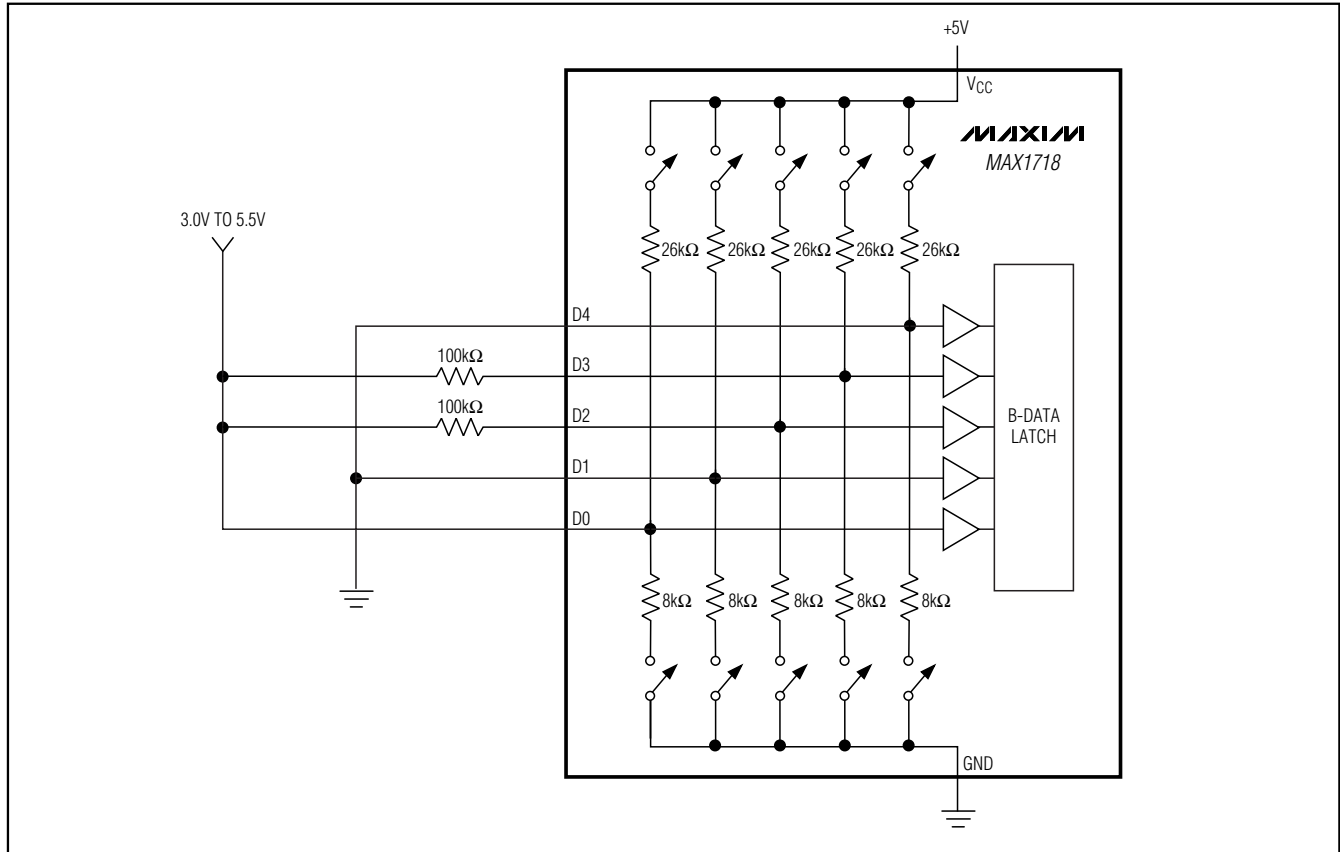 +5V
VCC
MAXIM
MAX1718
3.0V TO 5.5V
26kΩ 26kΩ 26kΩ 26kΩ 26kΩ
D4
100kΩ
D3
100kΩ
D2
B-DATA
LATCH
D1
D0
8kΩ 8kΩ 8kΩ 8kΩ 8kΩ
GND